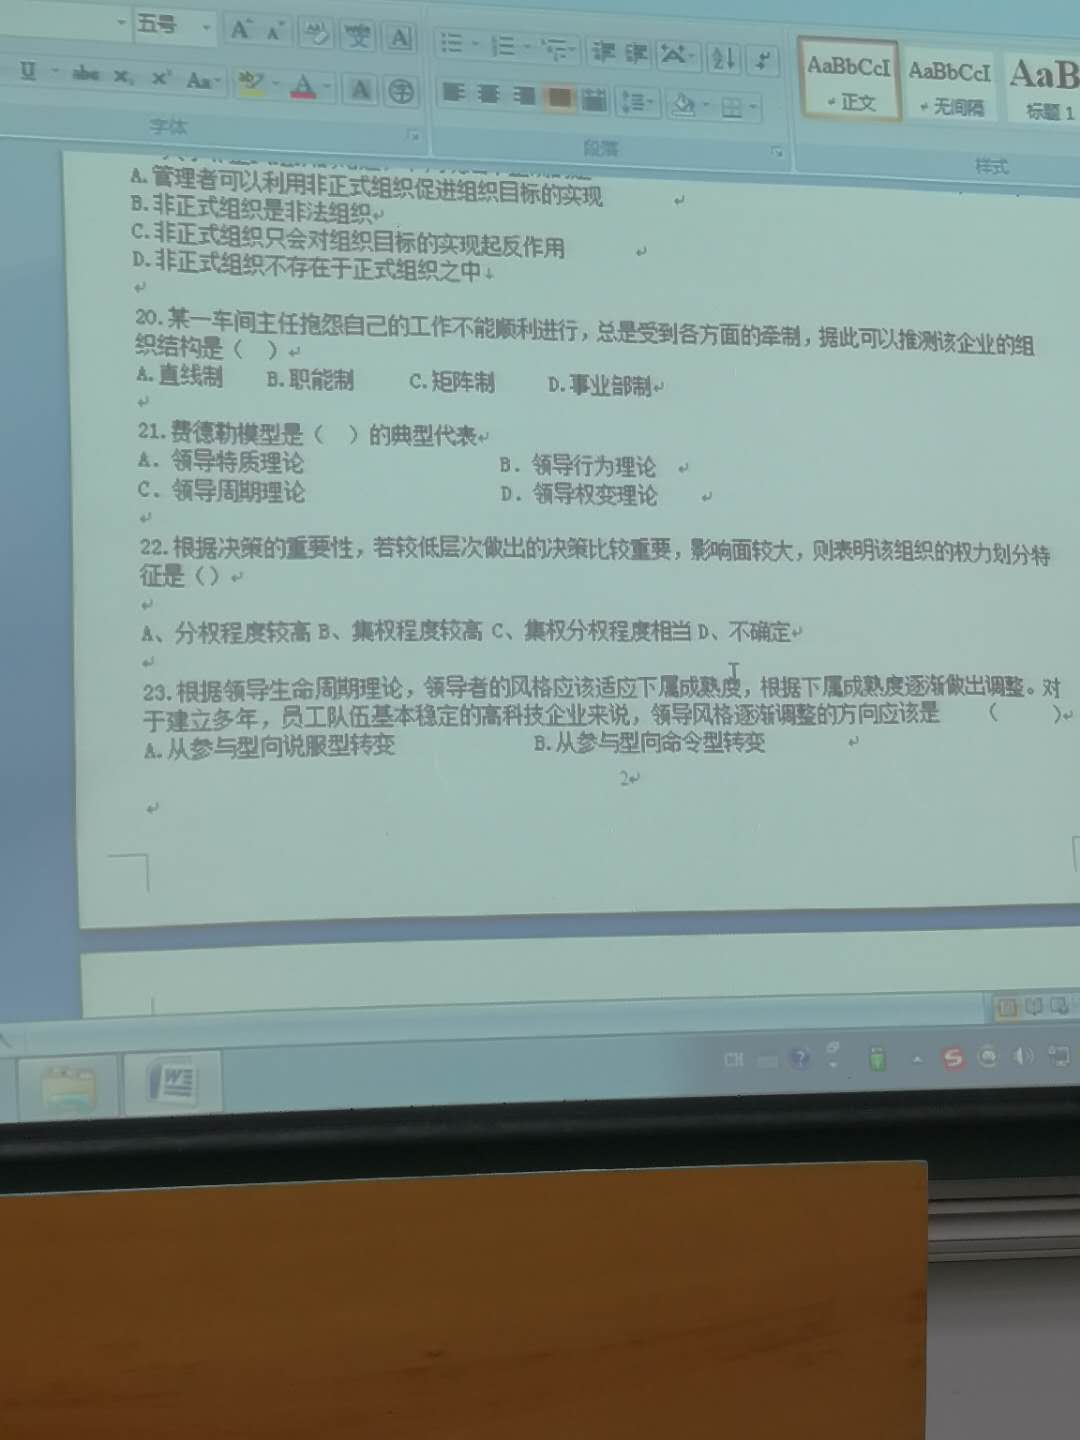 五号
A A A
U abc x₂ x² Aa A A 字
字体
段落
样式
AaBbCcI AaBbCcI AaB
正文 无间隔 标题 1
A.管理者可以利用非正式组织促进组织目标的实现
B.非正式组织是非法组织
C.非正式组织只会对组织目标的实现起反作用
D.非正式组织不存在于正式组织之中
20.某一车间主任抱怨自己的工作不能顺利进行，总是受到各方面的牵制，据此可以推测该企业的组
织结构是（ ）
A.直线制 B.职能制 C.矩阵制 D.事业部制
21.费德勒模型是（ ）的典型代表
A. 领导特质理论 B. 领导行为理论
C. 领导周期理论 D. 领导权变理论
22.根据决策的重要性，若较低层次做出的决策比较重要，影响面较大，则表明该组织的权力划分特
征是（）
A、分权程度较高 B、集权程度较高 C、集权分权程度相当 D、不确定
23.根据领导生命周期理论，领导者的风格应该适应下属成熟度，根据下属成熟度逐渐做出调整。对
于建立多年，员工队伍基本稳定的高科技企业来说，领导风格逐渐调整的方向应该是 （ ）
A.从参与型向说服型转变 B.从参与型向命令型转变
2
CH